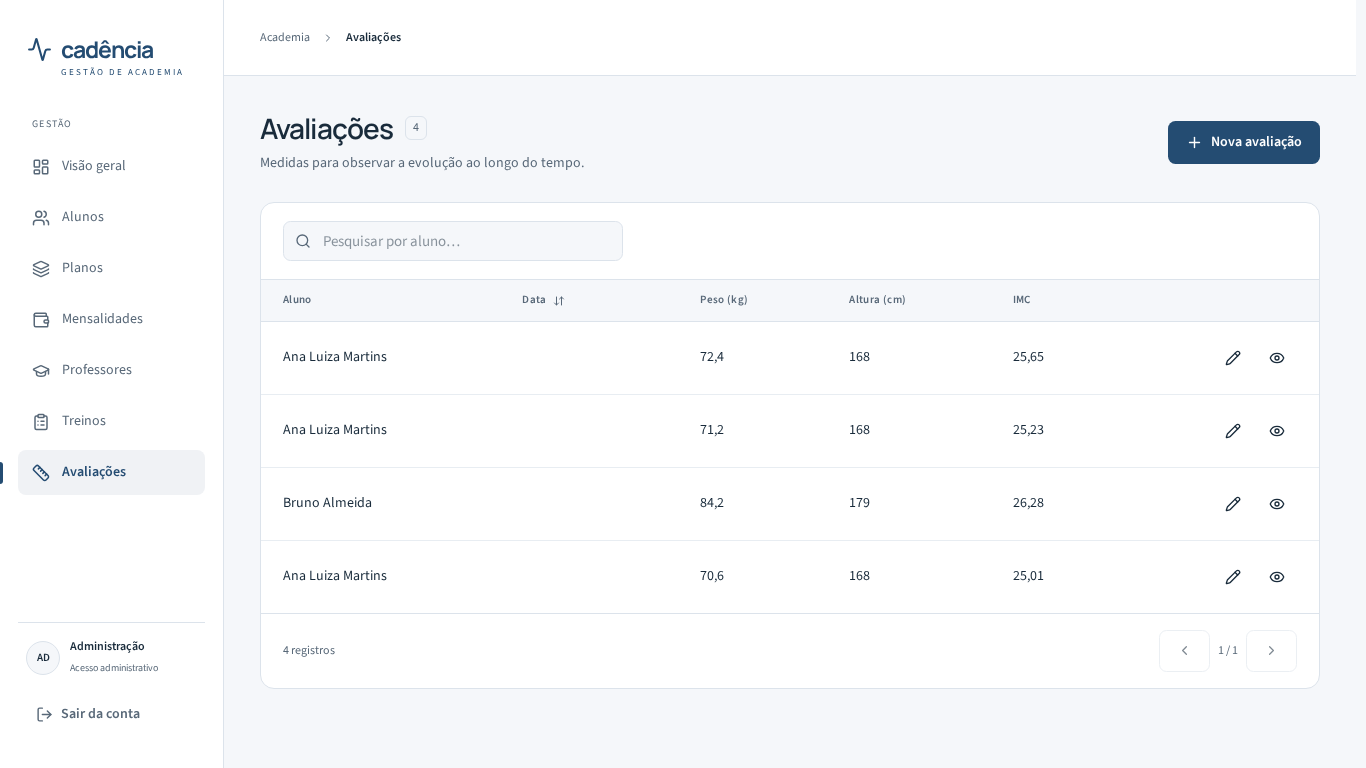 cadência
GESTÃO DE ACADEMIA
GESTÃO
Visão geral
Alunos
Planos
Mensalidades
Professores
Treinos
Avaliações
AD
Administração
Acesso administrativo
Sair da conta
Academia > Avaliações
Avaliações 4
Medidas para observar a evolução ao longo do tempo.
Nova avaliação
Pesquisar por aluno…
Aluno Data Peso (kg) Altura (cm) IMC
Ana Luiza Martins 72,4 168 25,65
Ana Luiza Martins 71,2 168 25,23
Bruno Almeida 84,2 179 26,28
Ana Luiza Martins 70,6 168 25,01
4 registros
1 / 1